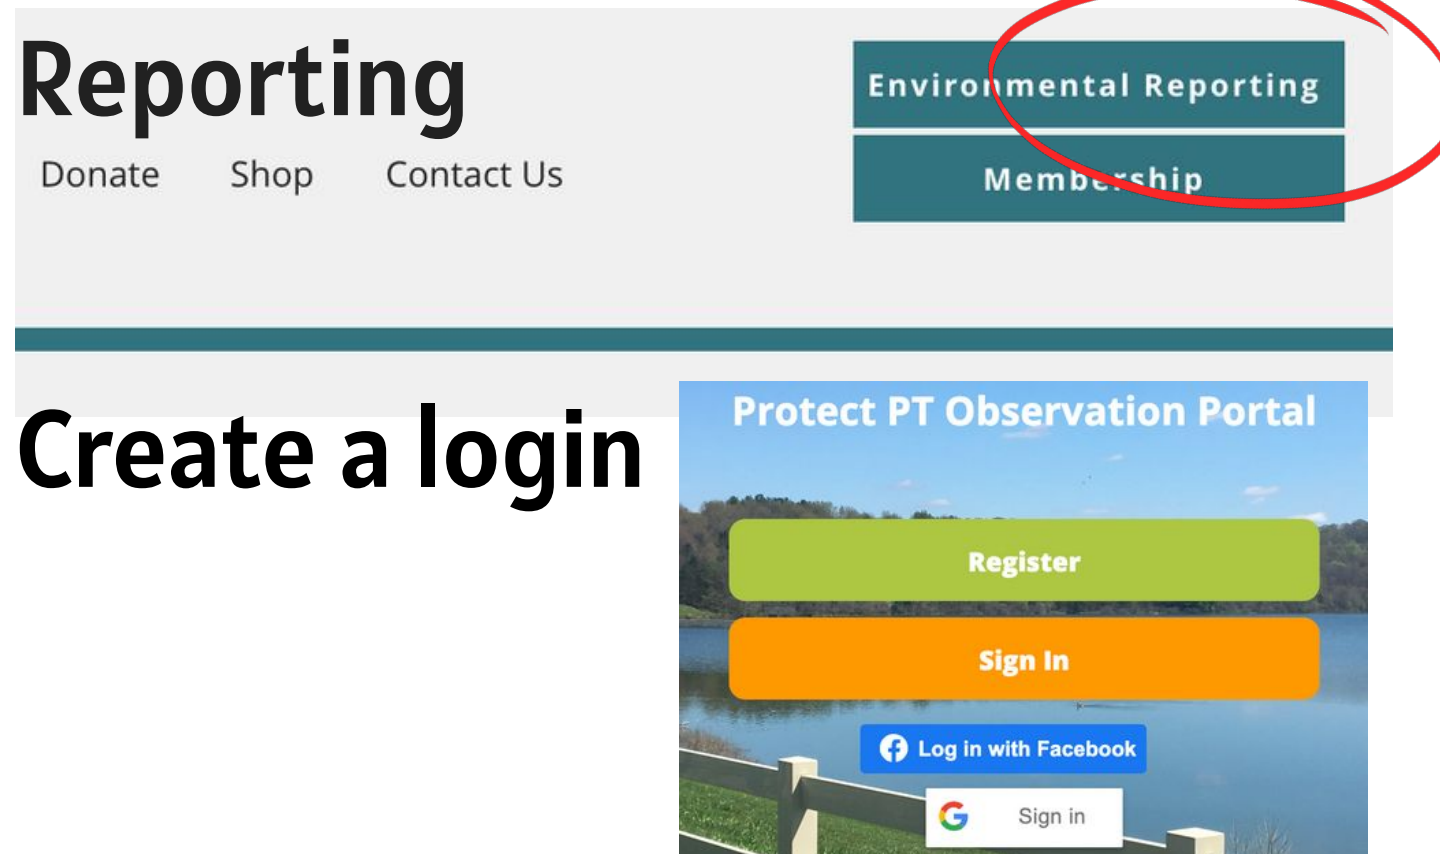 Reporting
Environmental Reporting
Donate Shop Contact Us
Membership
Create a login
Protect PT Observation Portal
Register
Sign In
Log in with Facebook
Sign in